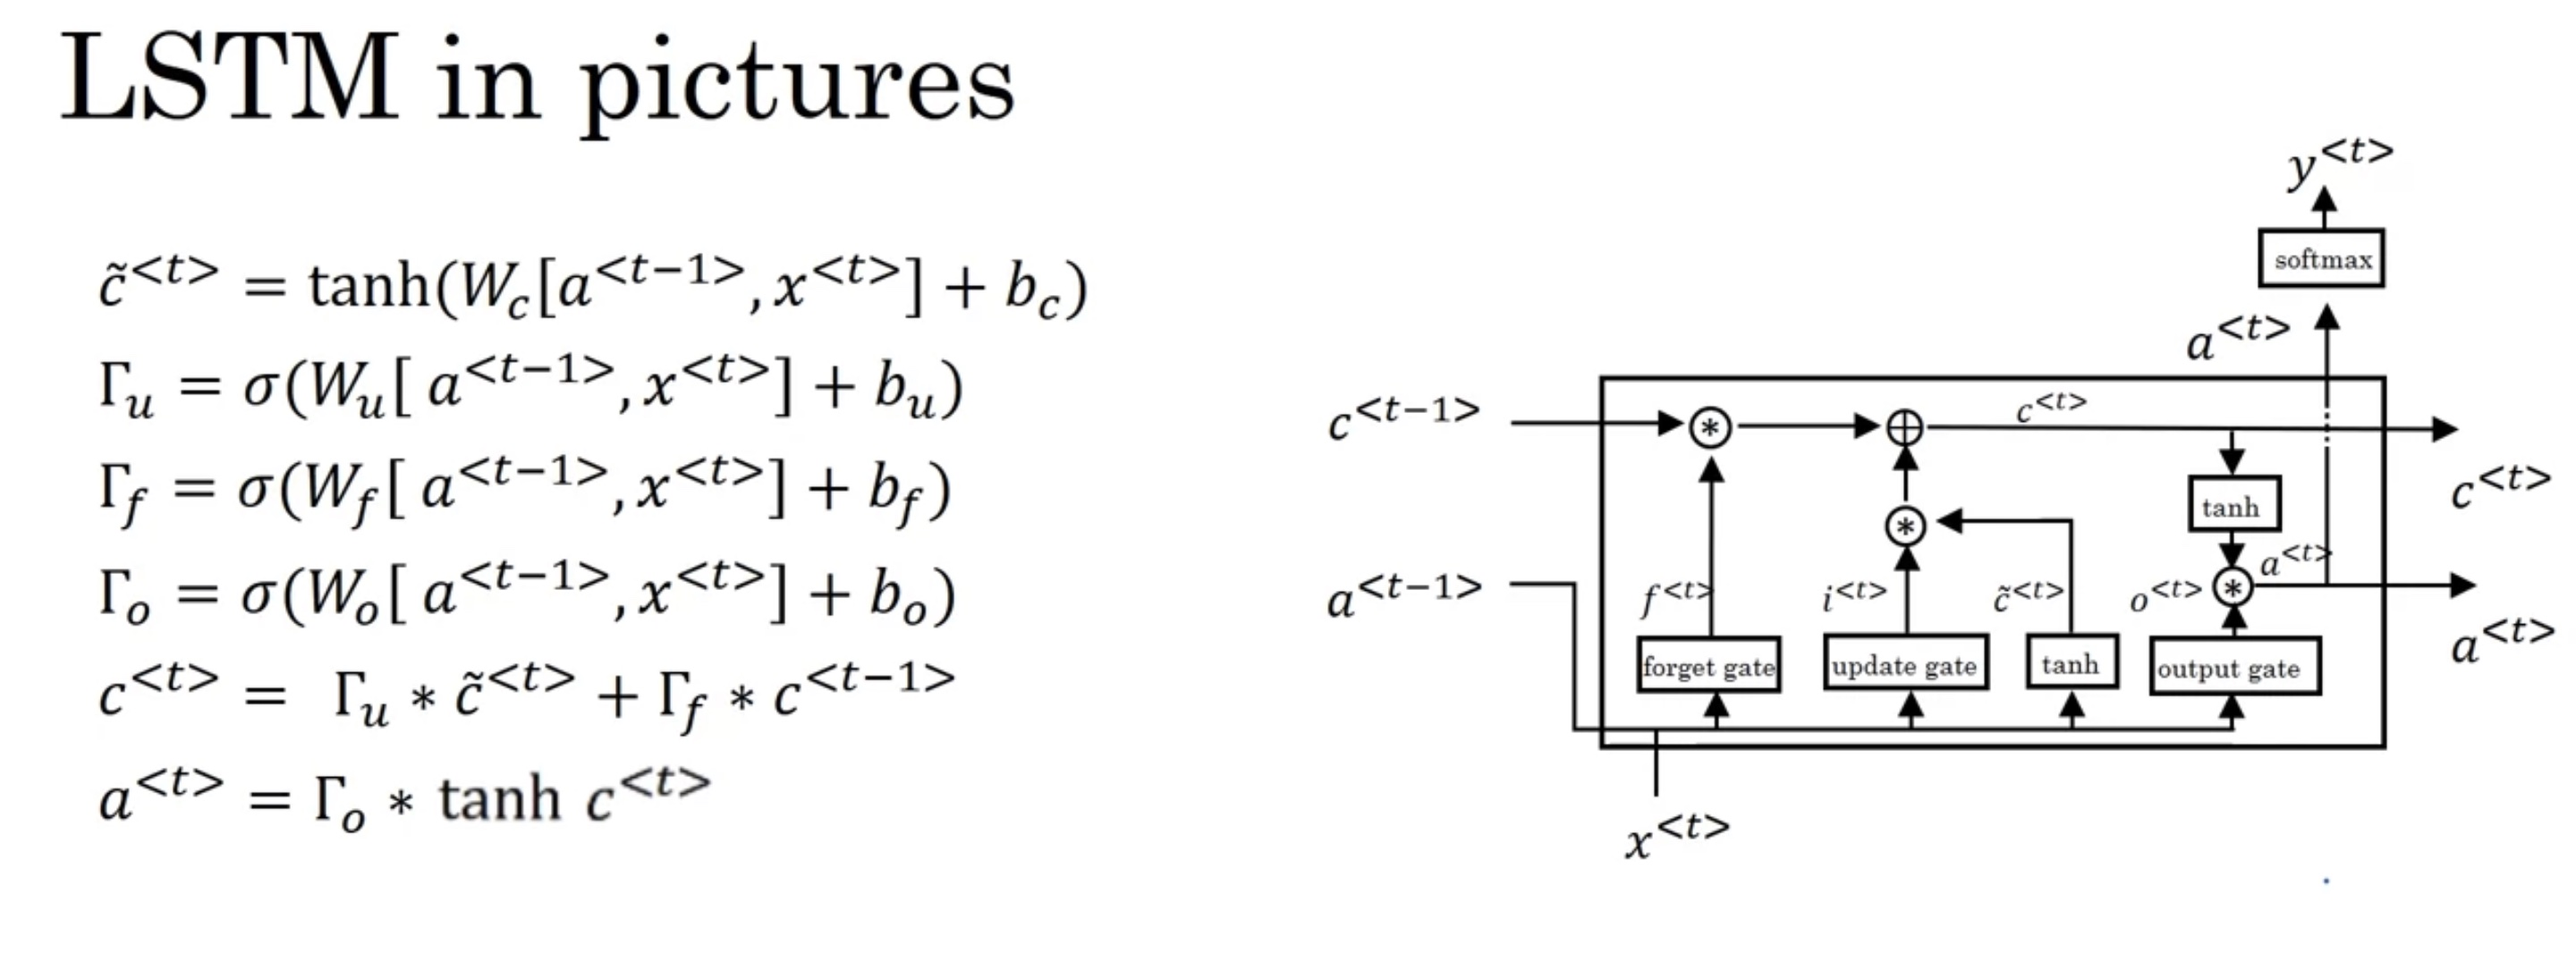 LSTM in pictures
c̃^{<t>} = tanh(W_c[a^{<t−1>}, x^{<t>}] + b_c)
Γ_u = σ(W_u[ a^{<t−1>}, x^{<t>}] + b_u)
Γ_f = σ(W_f[ a^{<t−1>}, x^{<t>}] + b_f)
Γ_o = σ(W_o[ a^{<t−1>}, x^{<t>}] + b_o)
c^{<t>} = Γ_u * c̃^{<t>} + Γ_f * c^{<t−1>}
a^{<t>} = Γ_o * tanh c^{<t>}
y^{<t>}
softmax
a^{<t>}
c^{<t−1>}
*
⊕
c^{<t>}
c^{<t>}
tanh
*
a^{<t−1>}
f^{<t>}
i^{<t>}
c̃^{<t>}
o^{<t>}
*
a^{<t>}
a^{<t>}
forget gate
update gate
tanh
output gate
x^{<t>}